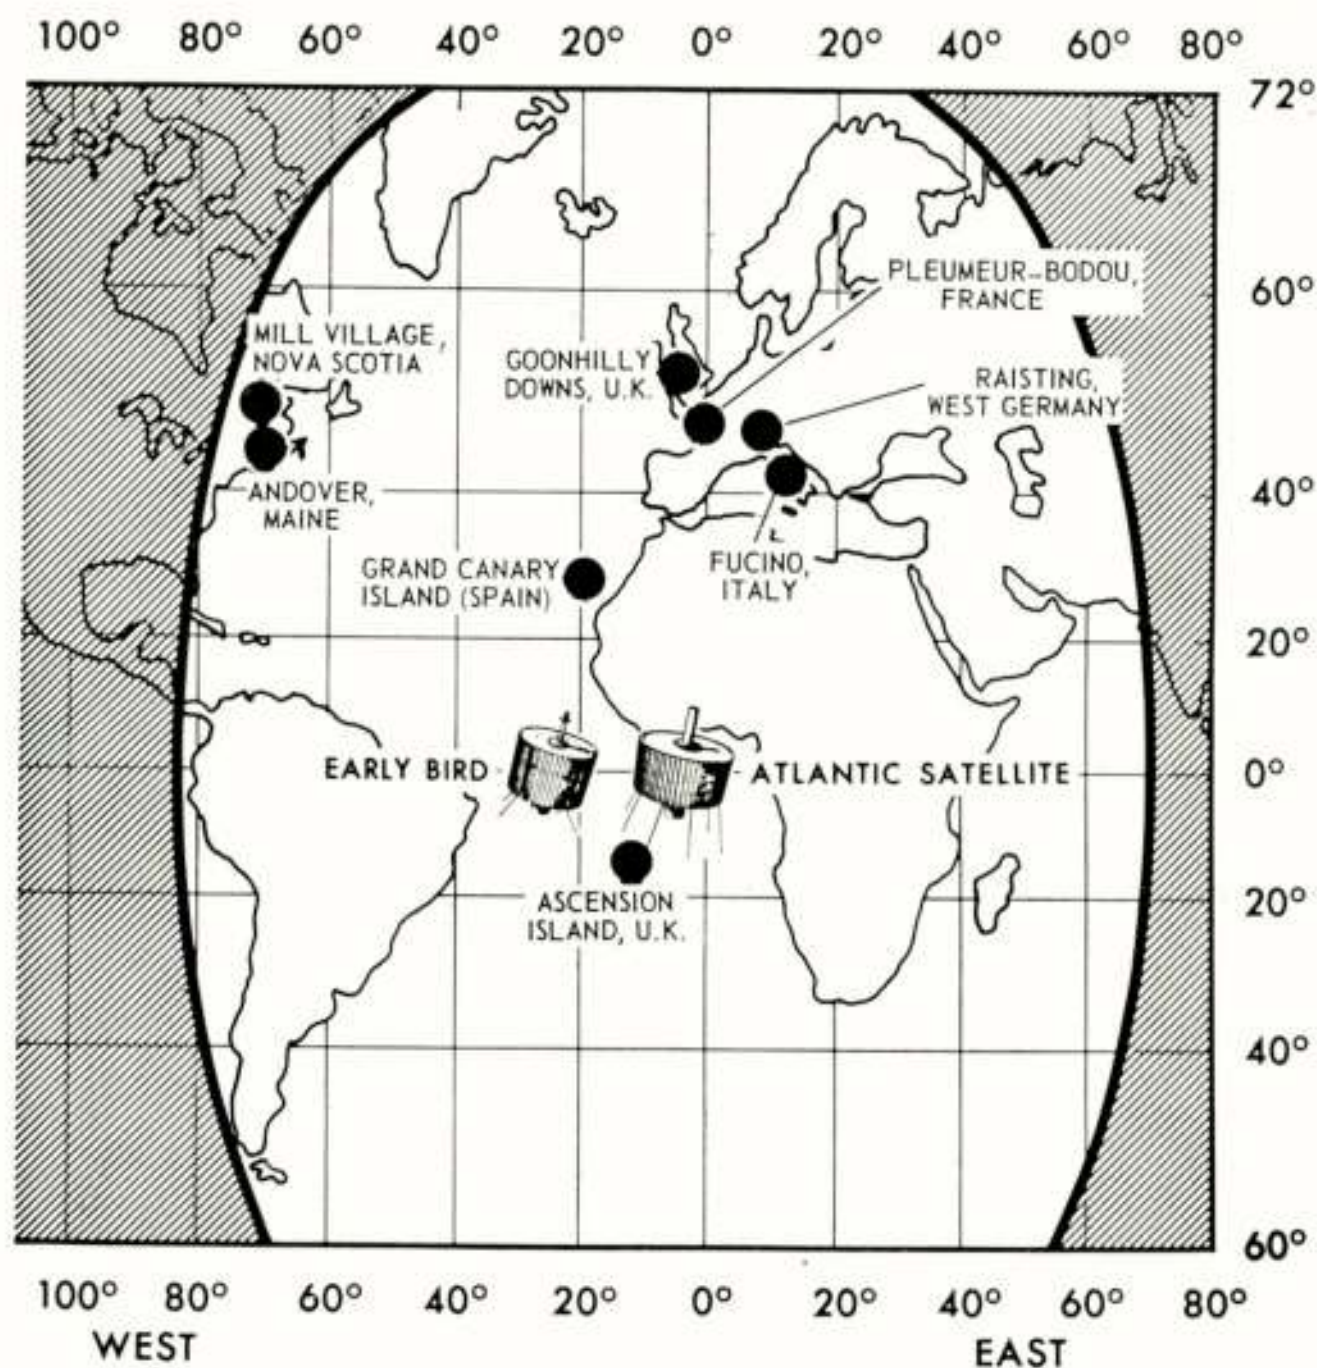 100° 80° 60° 40° 20° 0° 20° 40° 60° 80°
72°
60°
PLEUMEUR-BODOU,
FRANCE
MILL VILLAGE,
NOVA SCOTIA
GOONHILLY
DOWNS, U.K.
RAISTING,
WEST GERMANY
ANDOVER,
MAINE
40°
GRAND CANARY
ISLAND (SPAIN)
FUCINO,
ITALY
20°
EARLY BIRD
ATLANTIC SATELLITE
0°
ASCENSION
ISLAND, U.K.
20°
40°
60°
100° 80° 60° 40° 20° 0° 20° 40° 60° 80°
WEST
EAST